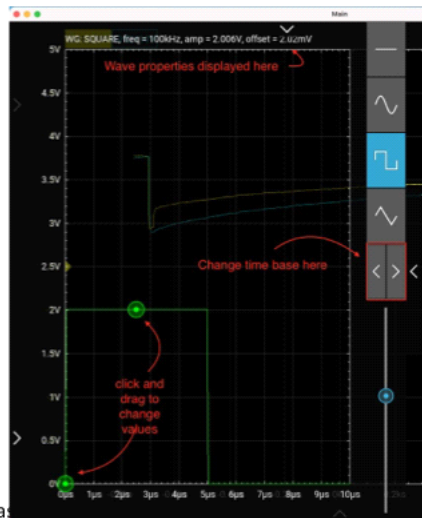 Main
WG: SQUARE, freq = 100kHz, amp = 2.006V, offset = 2.02mV
Wave properties displayed here
5V
4.5V
4V
3.5V
3V
Change time base here
2.5V
2V
1.5V
click and
drag to
change
values
1V
0.5V
0V
0μs 1μs 2μs 3μs 4μs 5μs 6μs 7μs 8μs 9μs 10μs
as